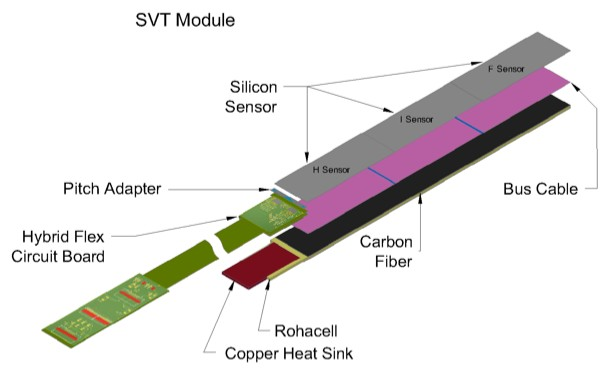 SVT Module
F Sensor
Silicon
Sensor
I Sensor
H Sensor
Pitch Adapter
Bus Cable
Hybrid Flex
Circuit Board
Carbon
Fiber
Rohacell
Copper Heat Sink